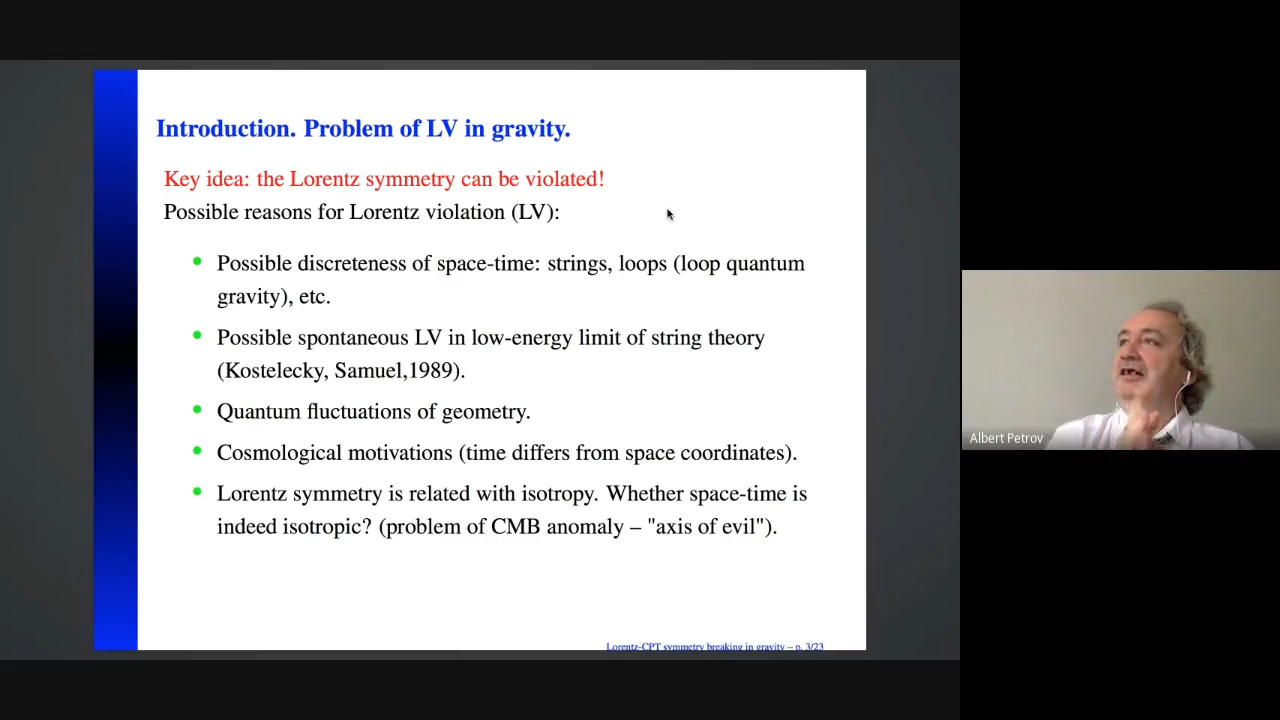 Introduction. Problem of LV in gravity.
Key idea: the Lorentz symmetry can be violated!
Possible reasons for Lorentz violation (LV):
Possible discreteness of space-time: strings, loops (loop quantum
gravity), etc.
Possible spontaneous LV in low-energy limit of string theory
(Kostelecky, Samuel,1989).
Quantum fluctuations of geometry.
Cosmological motivations (time differs from space coordinates).
Lorentz symmetry is related with isotropy. Whether space-time is
indeed isotropic? (problem of CMB anomaly – "axis of evil").
Lorentz-CPT symmetry breaking in gravity – p. 3/23
Albert Petrov